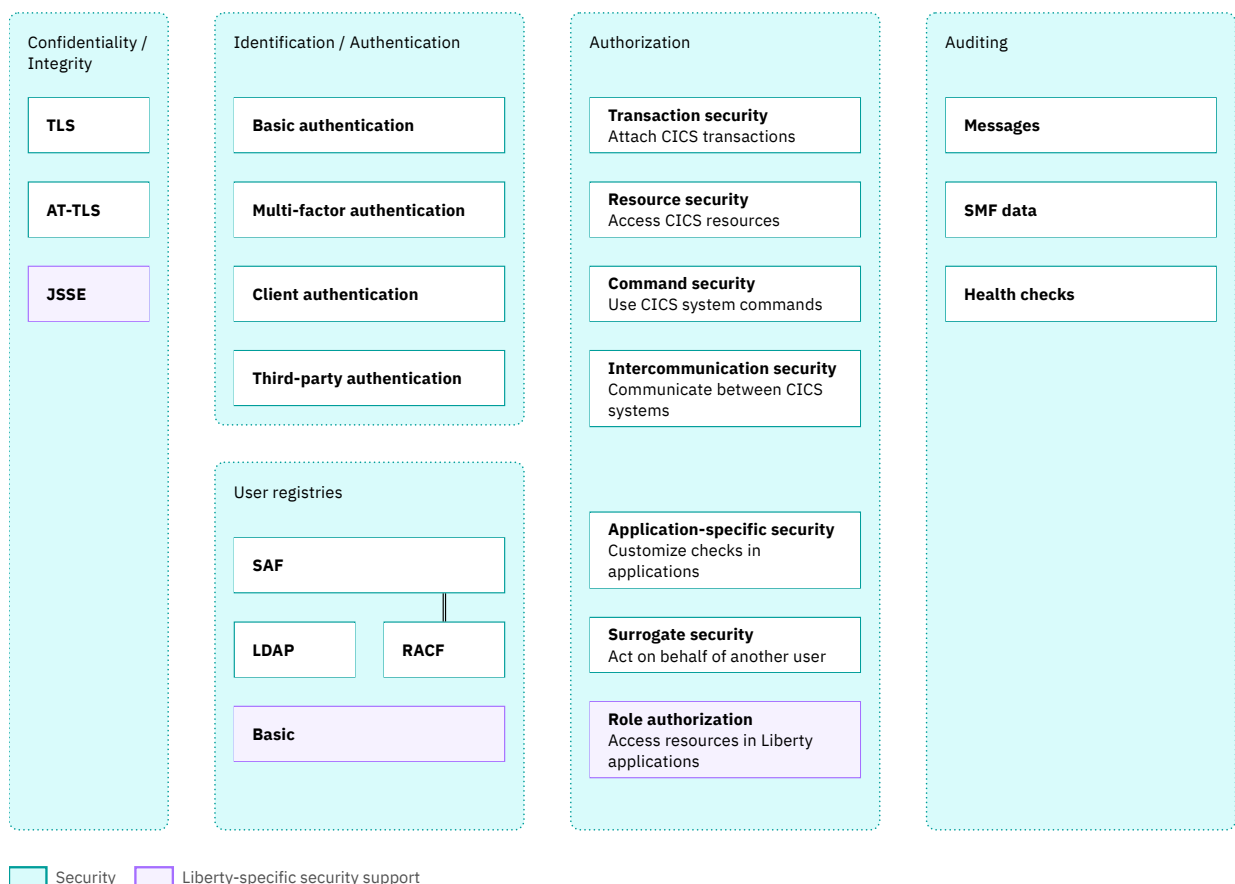 Confidentiality /
Integrity
TLS
AT-TLS
JSSE
Identification / Authentication
Basic authentication
Multi-factor authentication
Client authentication
Third-party authentication
User registries
SAF
LDAP
RACF
Basic
Authorization
Transaction security
Attach CICS transactions
Resource security
Access CICS resources
Command security
Use CICS system commands
Intercommunication security
Communicate between CICS
systems
Application-specific security
Customize checks in
applications
Surrogate security
Act on behalf of another user
Role authorization
Access resources in Liberty
applications
Auditing
Messages
SMF data
Health checks
Security
Liberty-specific security support